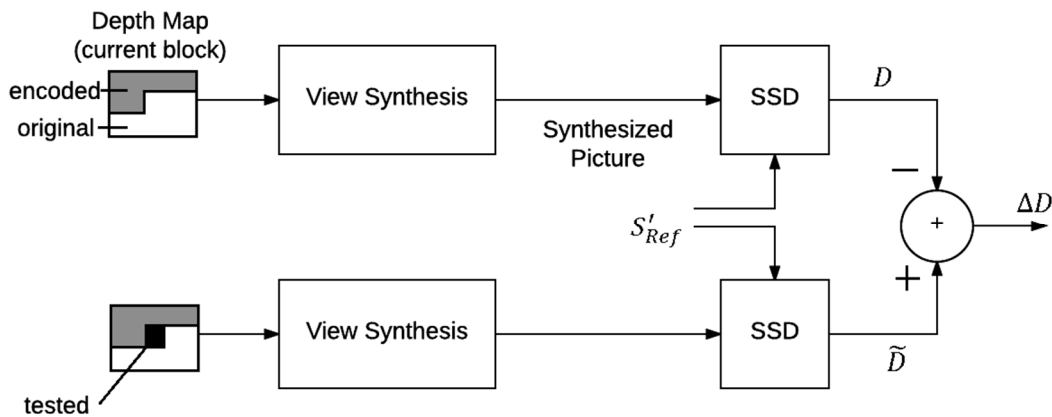 Depth Map
(current block)
encoded
original
View Synthesis
Synthesized
Picture
SSD
D
−
S′Ref
+
ΔD
+
View Synthesis
SSD
D̃
tested